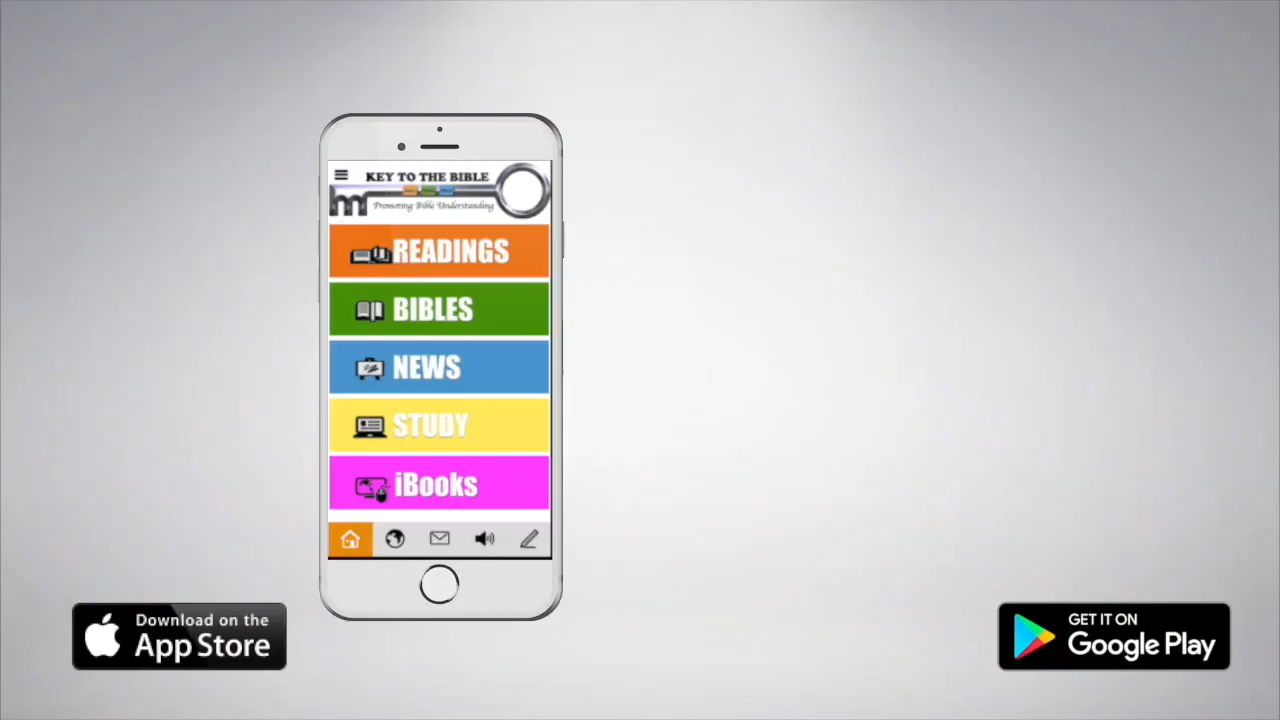 KEY TO THE BIBLE
Promoting Bible Understanding
READINGS
BIBLES
NEWS
STUDY
iBooks
Download on the
App Store
GET IT ON
Google Play